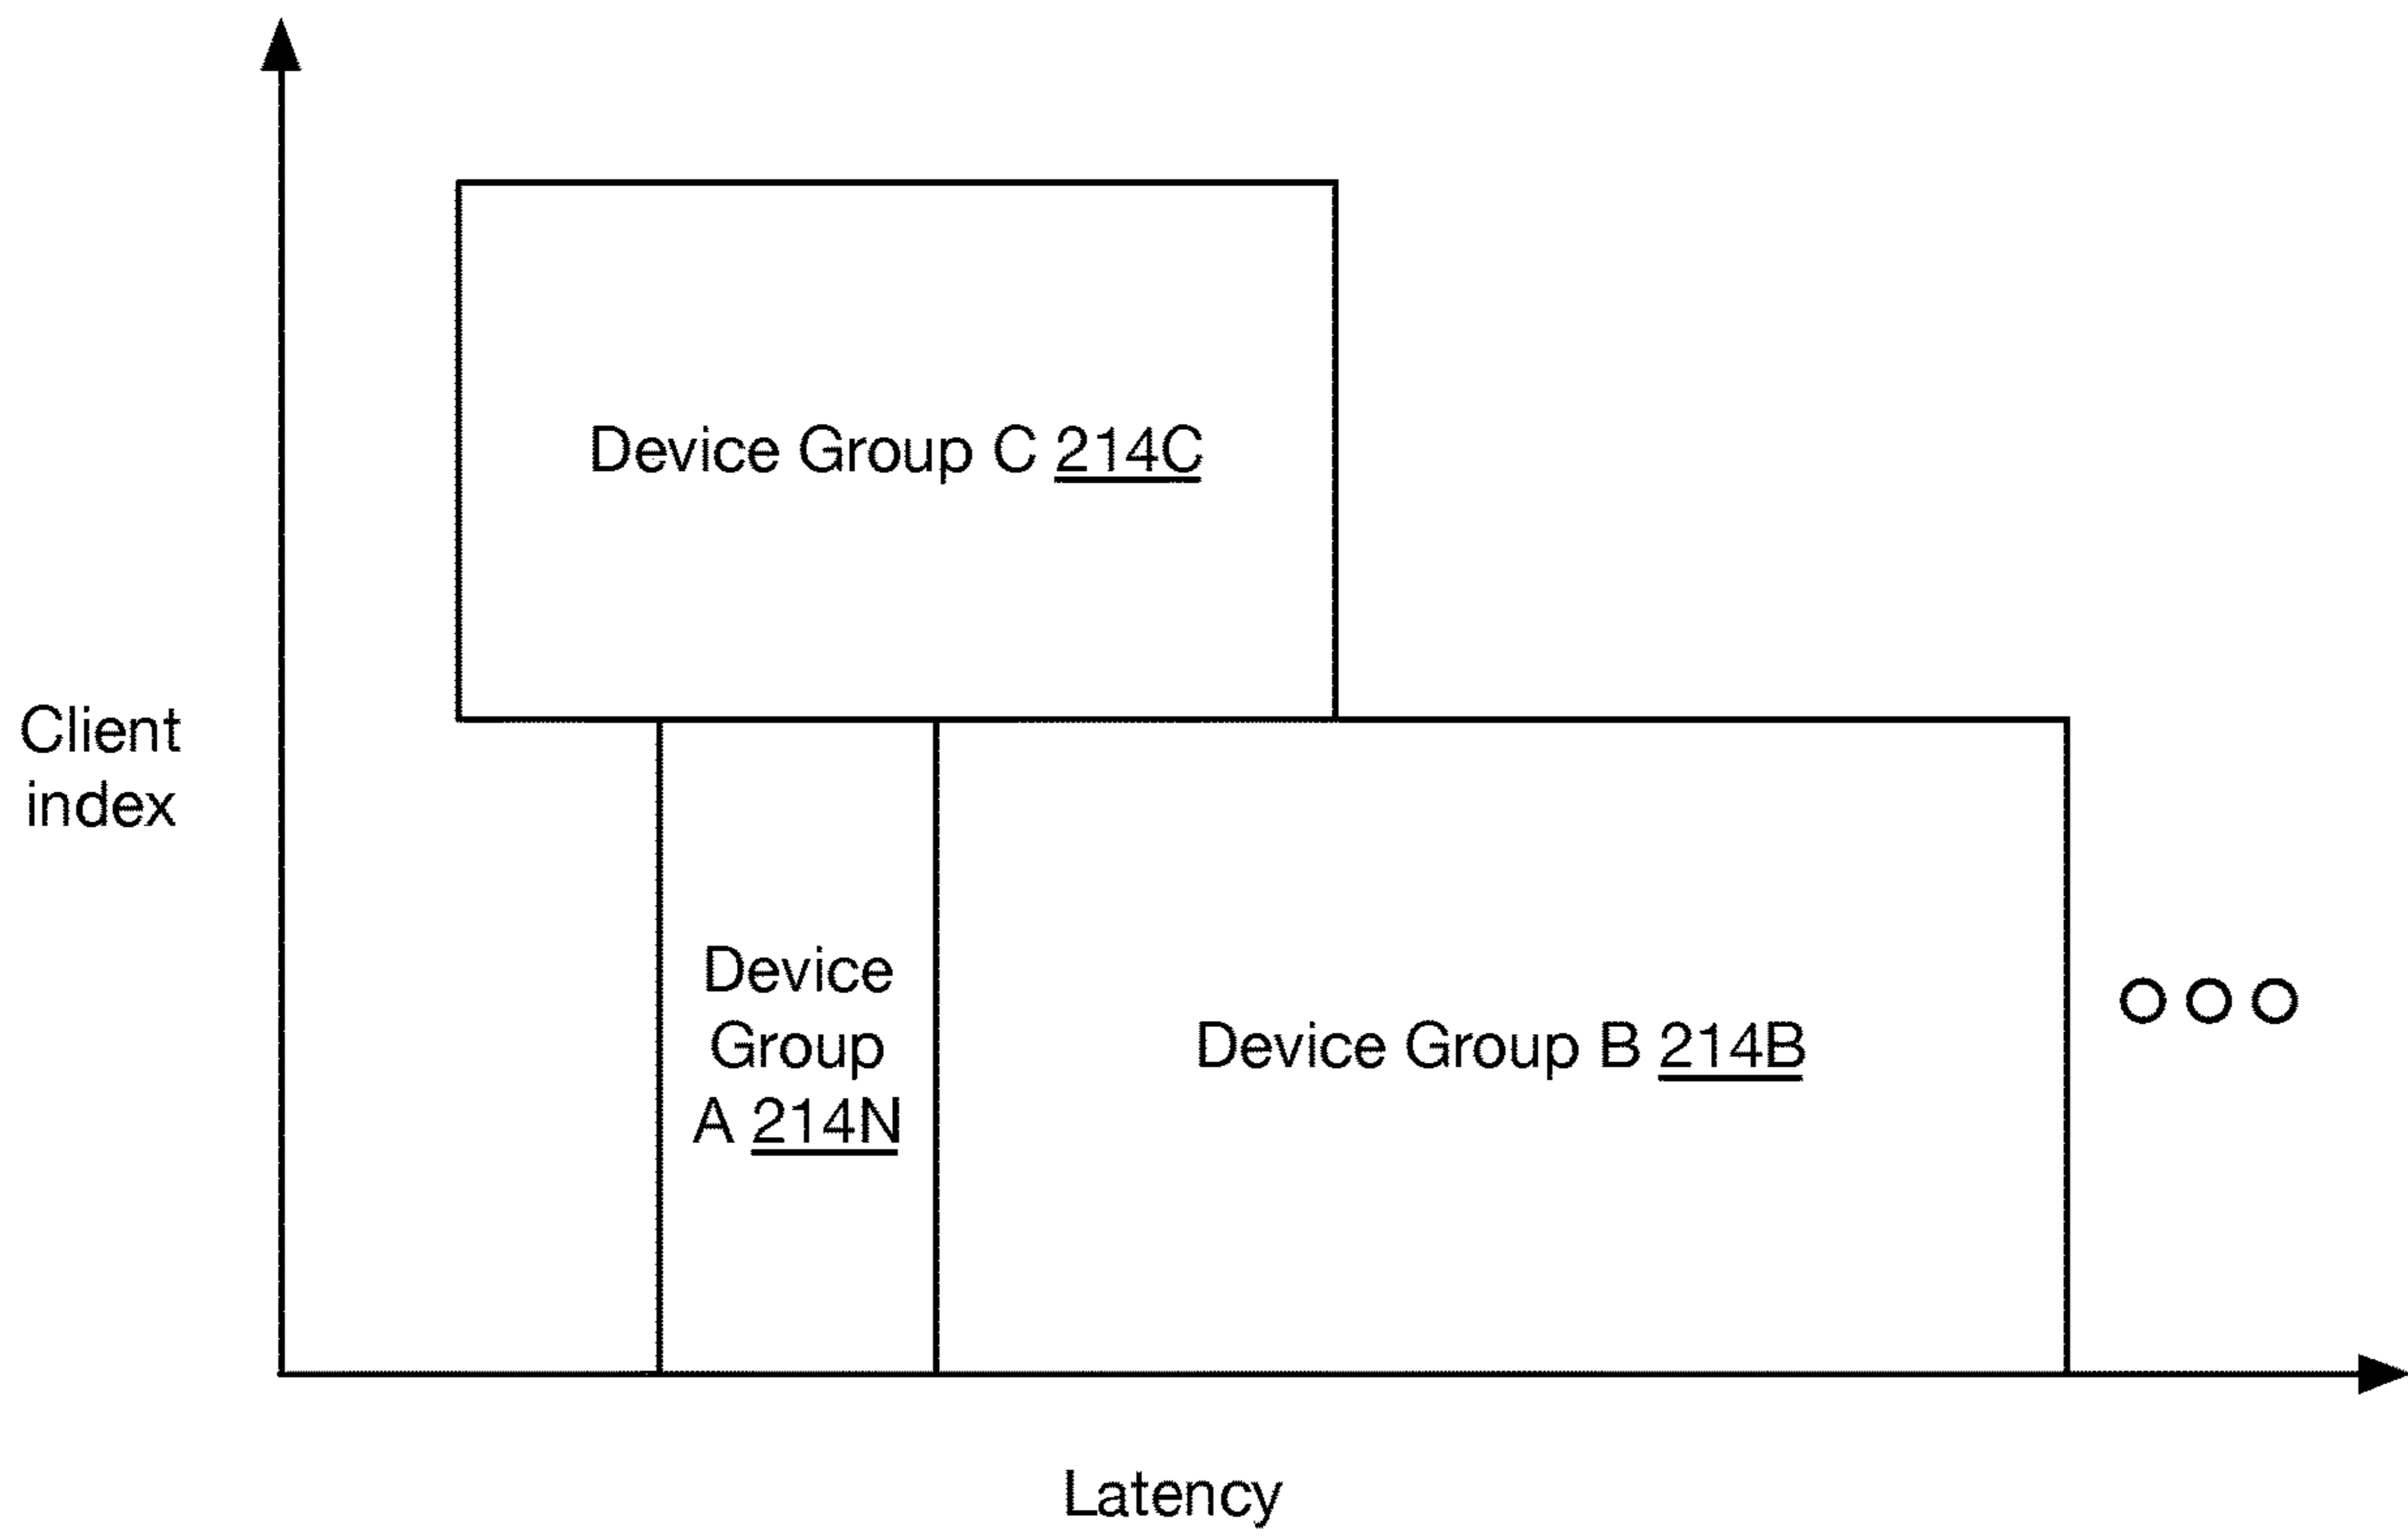 Device Group C 214C
Client
index
Device
Group
A 214N
Device Group B 214B
Latency